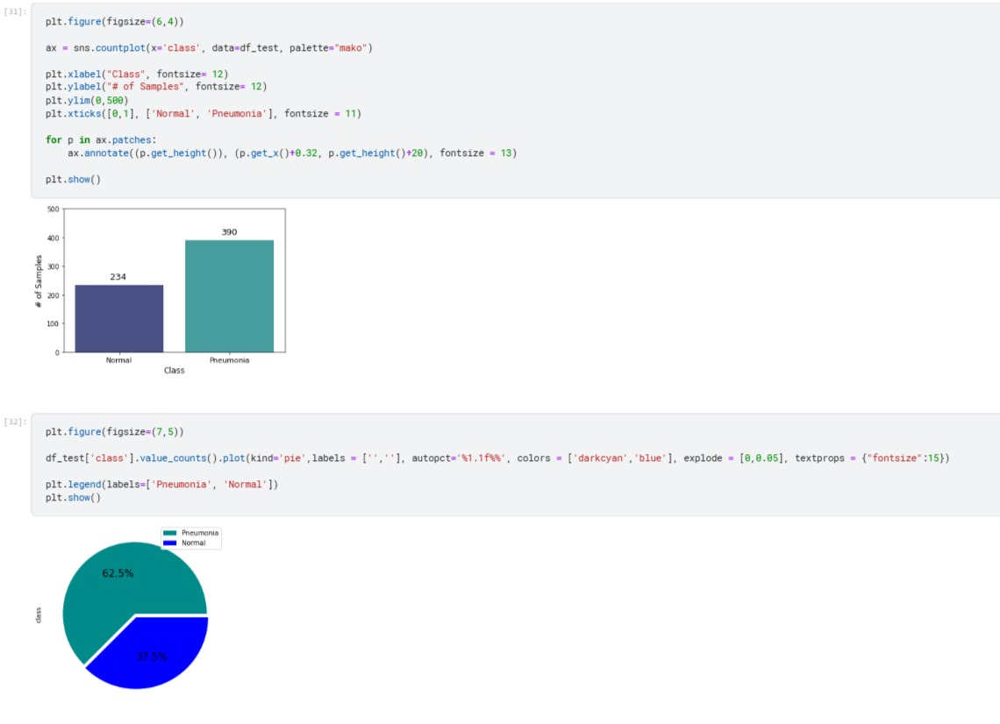 [31]:
plt.figure(figsize=(6,4))
ax = sns.countplot(x='class', data=df_test, palette="mako")
plt.xlabel("Class", fontsize= 12)
plt.ylabel("# of Samples", fontsize= 12)
plt.ylim(0,500)
plt.xticks([0,1], ['Normal', 'Pneumonia'], fontsize = 11)
for p in ax.patches:
    ax.annotate((p.get_height()), (p.get_x()+0.32, p.get_height()+20), fontsize = 13)
plt.show()
500
400
300
200
100
0
# of Samples
234
390
Normal
Pneumonia
Class
[32]:
plt.figure(figsize=(7,5))
df_test['class'].value_counts().plot(kind='pie',labels = ['',''], autopct='%1.1f%%', colors = ['darkcyan','blue'], explode = [0,0.05], textprops = {"fontsize":15})
plt.legend(labels=['Pneumonia', 'Normal'])
plt.show()
Pneumonia
Normal
62.5%
class
37.5%